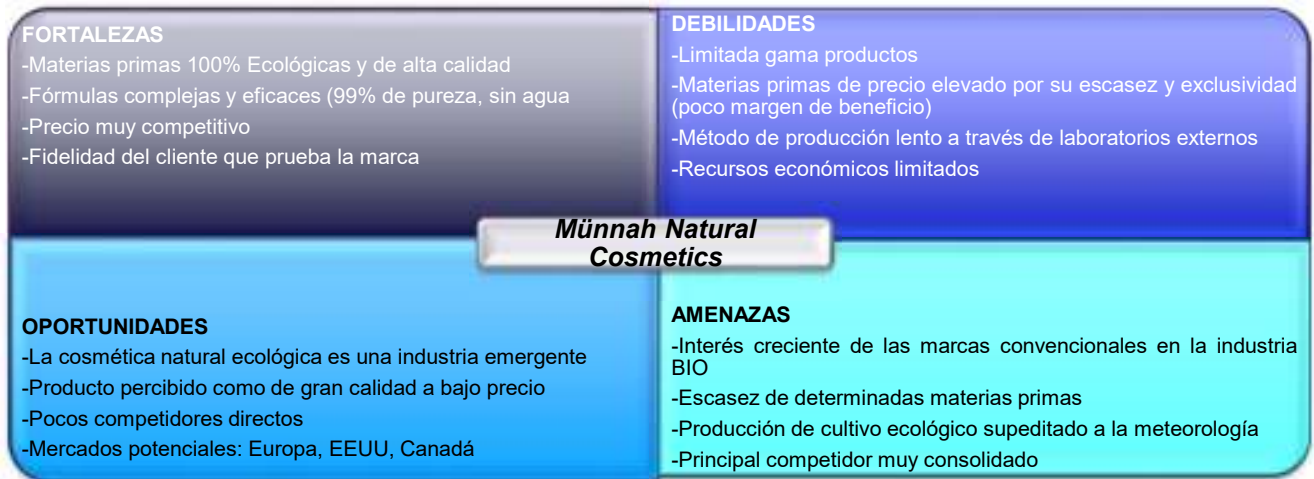 FORTALEZAS
-Materias primas 100% Ecológicas y de alta calidad
-Fórmulas complejas y eficaces (99% de pureza, sin agua
-Precio muy competitivo
-Fidelidad del cliente que prueba la marca
DEBILIDADES
-Limitada gama productos
-Materias primas de precio elevado por su escasez y exclusividad
(poco margen de beneficio)
-Método de producción lento a través de laboratorios externos
-Recursos económicos limitados
Münnah Natural
Cosmetics
OPORTUNIDADES
-La cosmética natural ecológica es una industria emergente
-Producto percibido como de gran calidad a bajo precio
-Pocos competidores directos
-Mercados potenciales: Europa, EEUU, Canadá
AMENAZAS
-Interés creciente de las marcas convencionales en la industria
BIO
-Escasez de determinadas materias primas
-Producción de cultivo ecológico supeditado a la meteorología
-Principal competidor muy consolidado